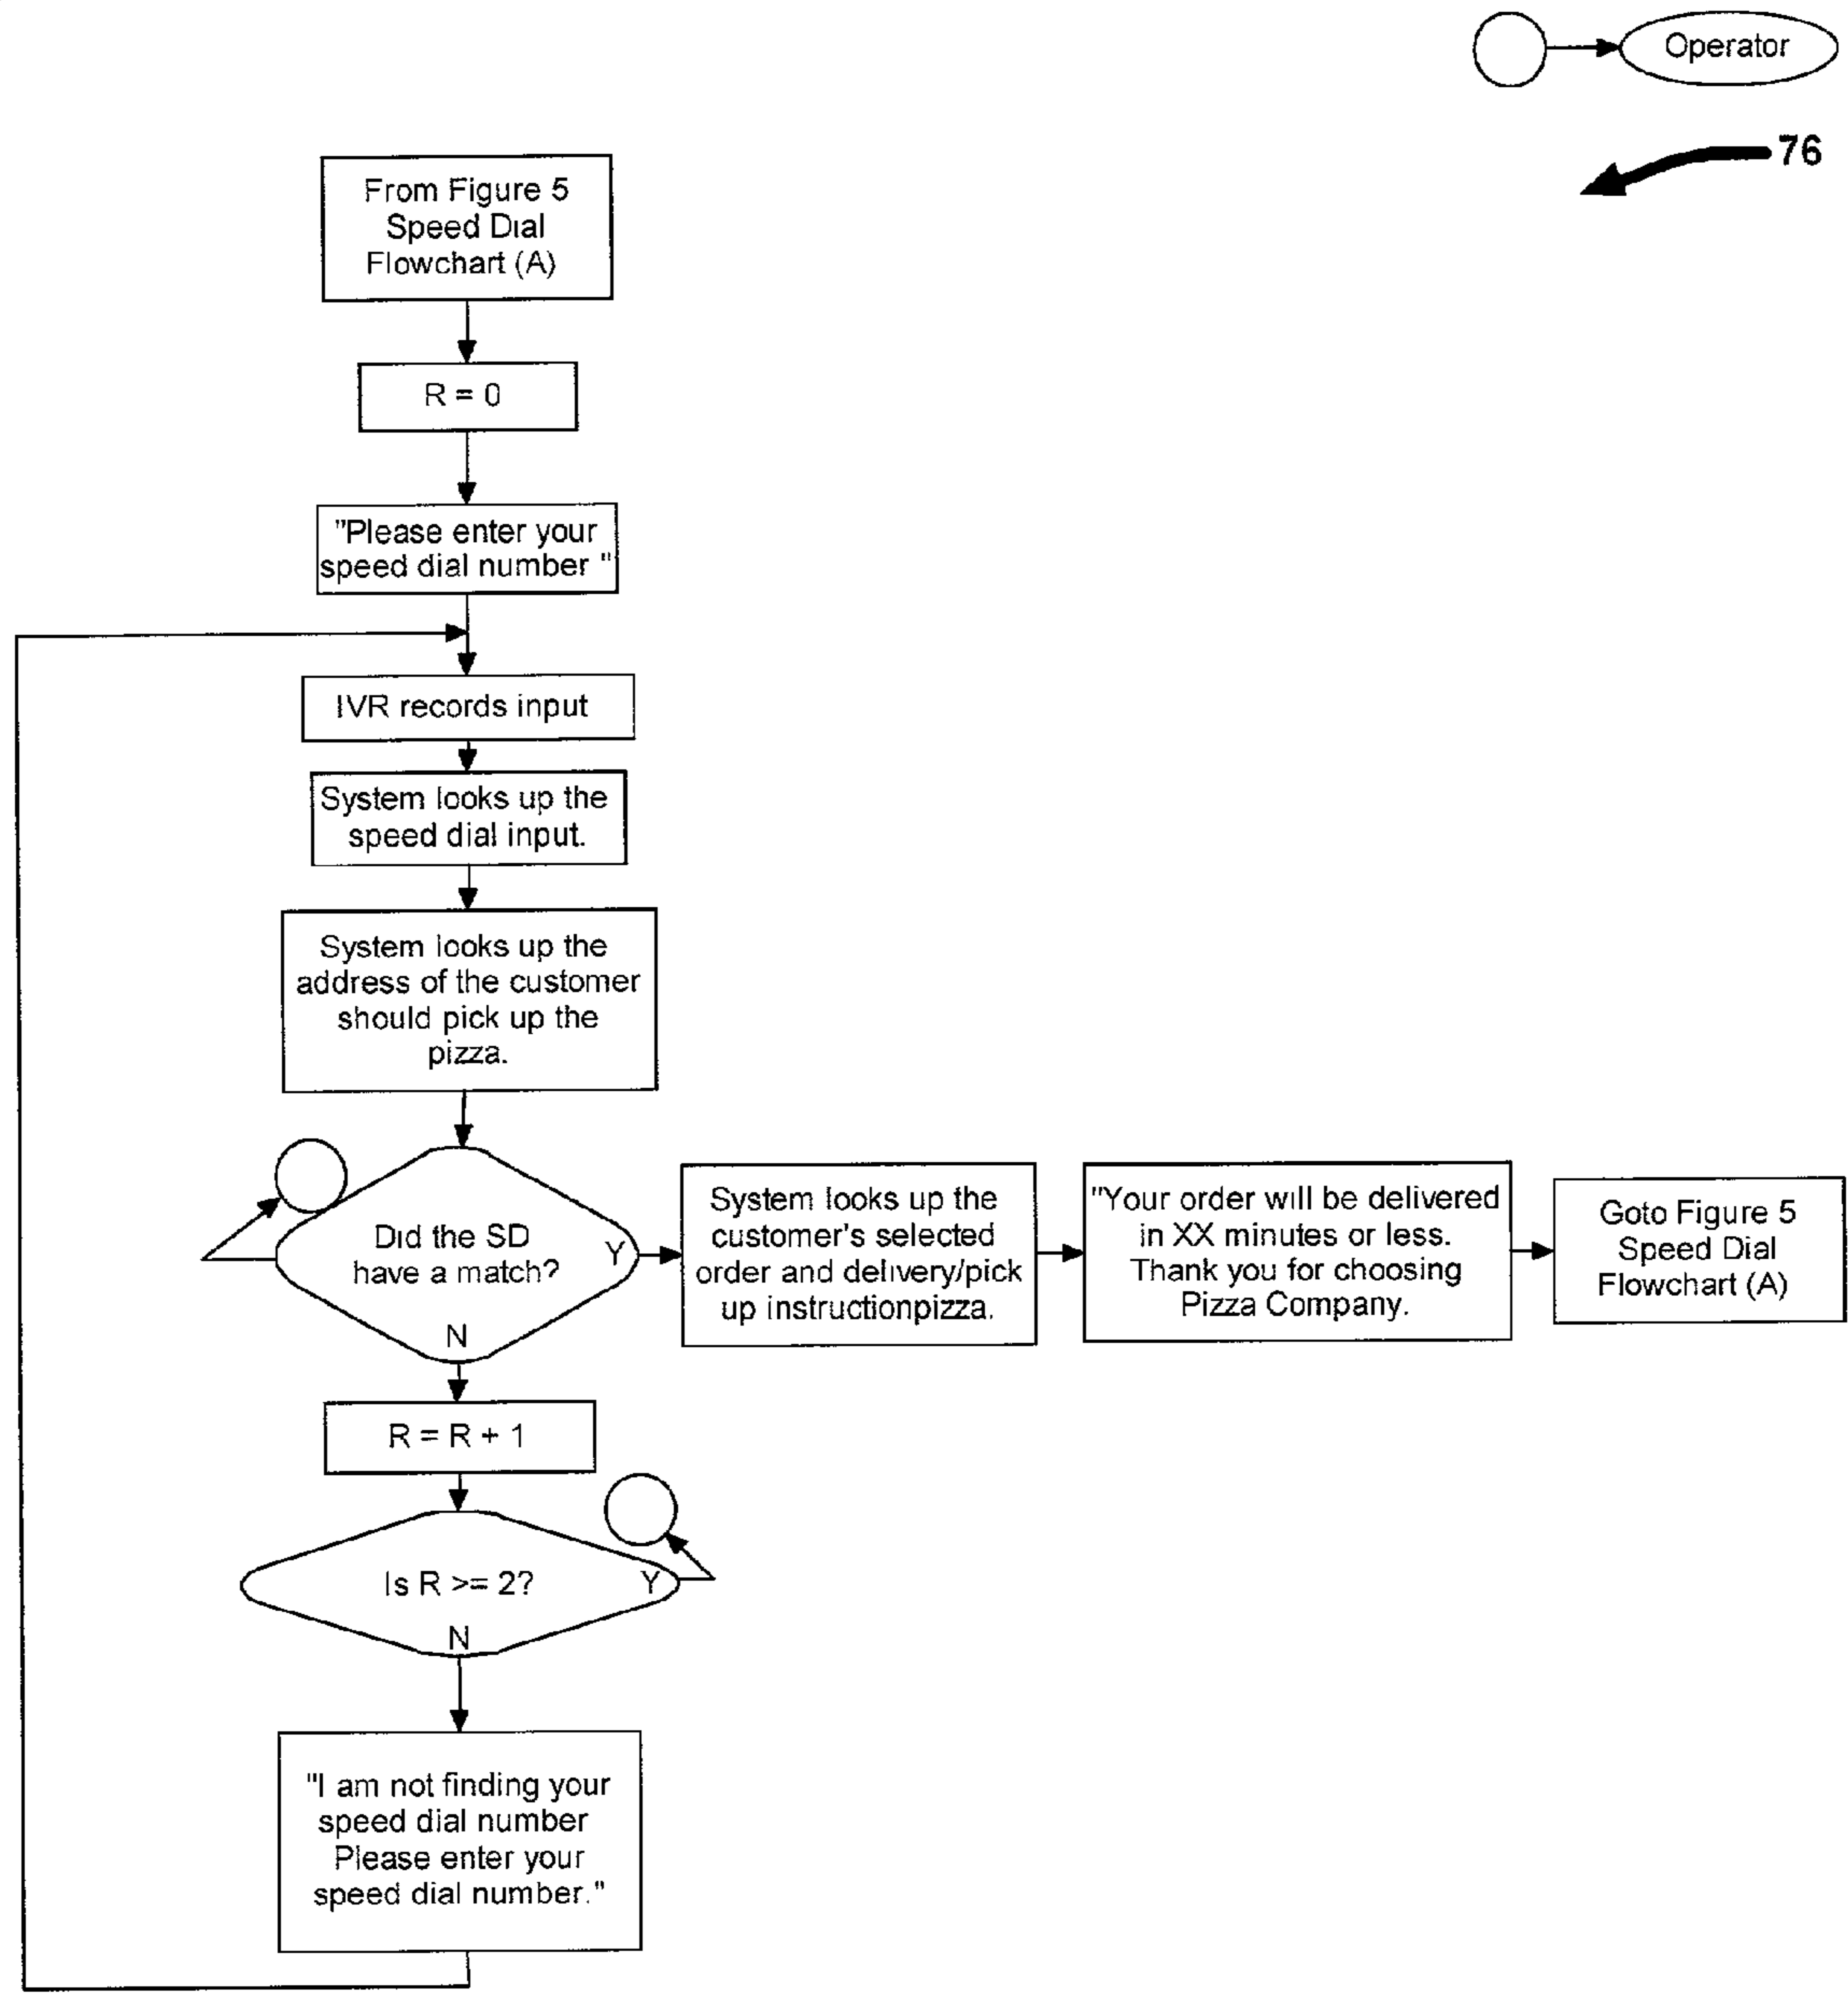 Operator
76
From Figure 5
Speed Dial
Flowchart (A)
R = 0
"Please enter your
speed dial number "
IVR records input
System looks up the
speed dial input.
System looks up the
address of the customer
should pick up the
pizza.
Did the SD
have a match?
Y
N
System looks up the
customer's selected
order and delivery/pick
up instructionpizza.
"Your order will be delivered
in XX minutes or less.
Thank you for choosing
Pizza Company.
Goto Figure 5
Speed Dial
Flowchart (A)
R = R + 1
Is R >= 2?
Y
N
"I am not finding your
speed dial number
Please enter your
speed dial number."